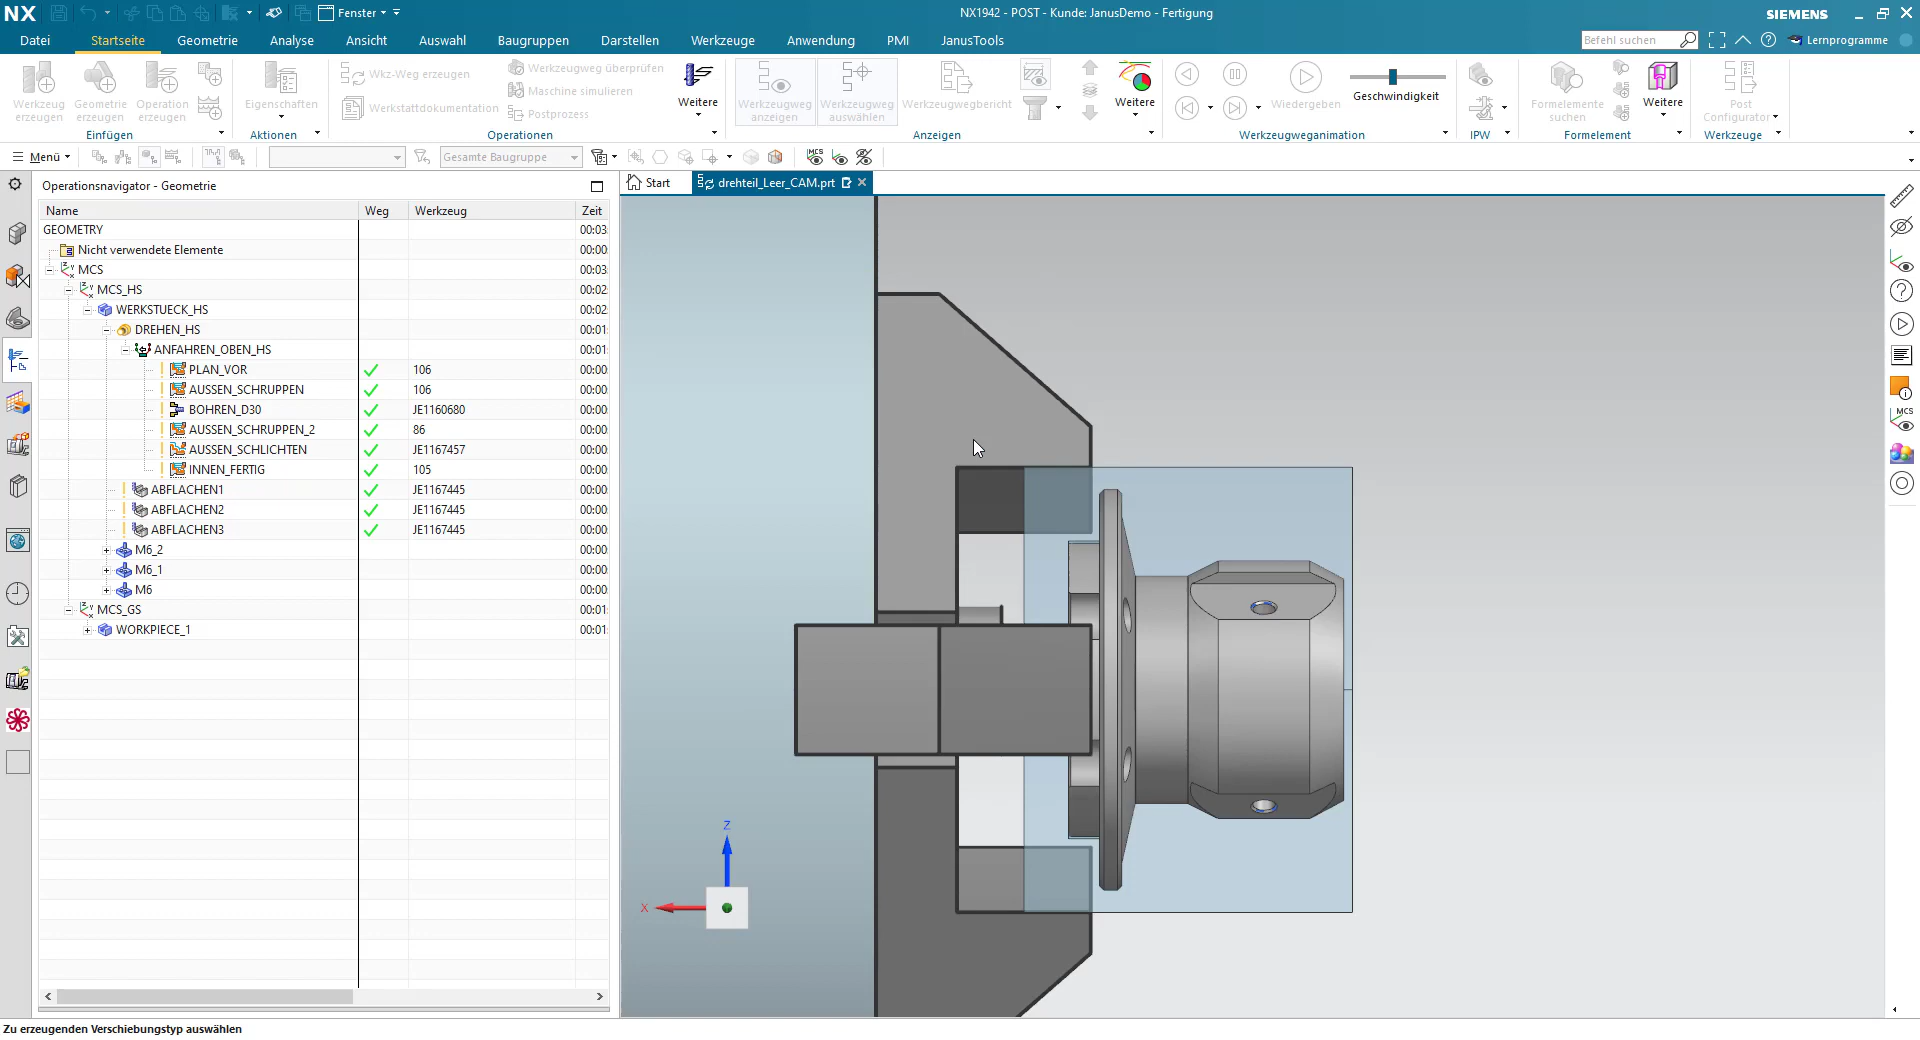 NX
Fenster
NX1942 - POST - Kunde: JanusDemo - Fertigung
SIEMENS
Datei Startseite Geometrie Analyse Ansicht Auswahl Baugruppen Darstellen Werkzeuge Anwendung PMI JanusTools
Befehl suchen
Lernprogramme
Werkzeug erzeugen
Geometrie erzeugen
Operation erzeugen
Einfügen
Eigenschaften
Aktionen
Wkz-Weg erzeugen
Werkstattdokumentation
Werkzeugweg überprüfen
Maschine simulieren
Postprozess
Weitere
Operationen
Werkzeugweg anzeigen
Werkzeugweg auswählen
Werkzeugwegbericht
Weitere
Anzeigen
Wiedergeben
Geschwindigkeit
Werkzeugweganimation
IPW
Formelemente suchen
Weitere
Formelement
Post Configurator
Werkzeuge
Menü
Gesamte Baugruppe
MCS
Operationsnavigator - Geometrie
Start
drehteil_Leer_CAM.prt
Name Weg Werkzeug Zeit
GEOMETRY 00:03
Nicht verwendete Elemente 00:00
MCS 00:03
MCS_HS 00:02
WERKSTUECK_HS 00:02
DREHEN_HS 00:01
ANFAHREN_OBEN_HS 00:01
PLAN_VOR 106 00:00
AUSSEN_SCHRUPPEN 106 00:00
BOHREN_D30 JE1160680 00:00
AUSSEN_SCHRUPPEN_2 86 00:00
AUSSEN_SCHLICHTEN JE1167457 00:00
INNEN_FERTIG 105 00:00
ABFLACHEN1 JE1167445 00:00
ABFLACHEN2 JE1167445 00:00
ABFLACHEN3 JE1167445 00:00
M6_2 00:00
M6_1 00:00
M6 00:00
MCS_GS 00:01
WORKPIECE_1 00:01
MCS
Z
X
Zu erzeugenden Verschiebungstyp auswählen